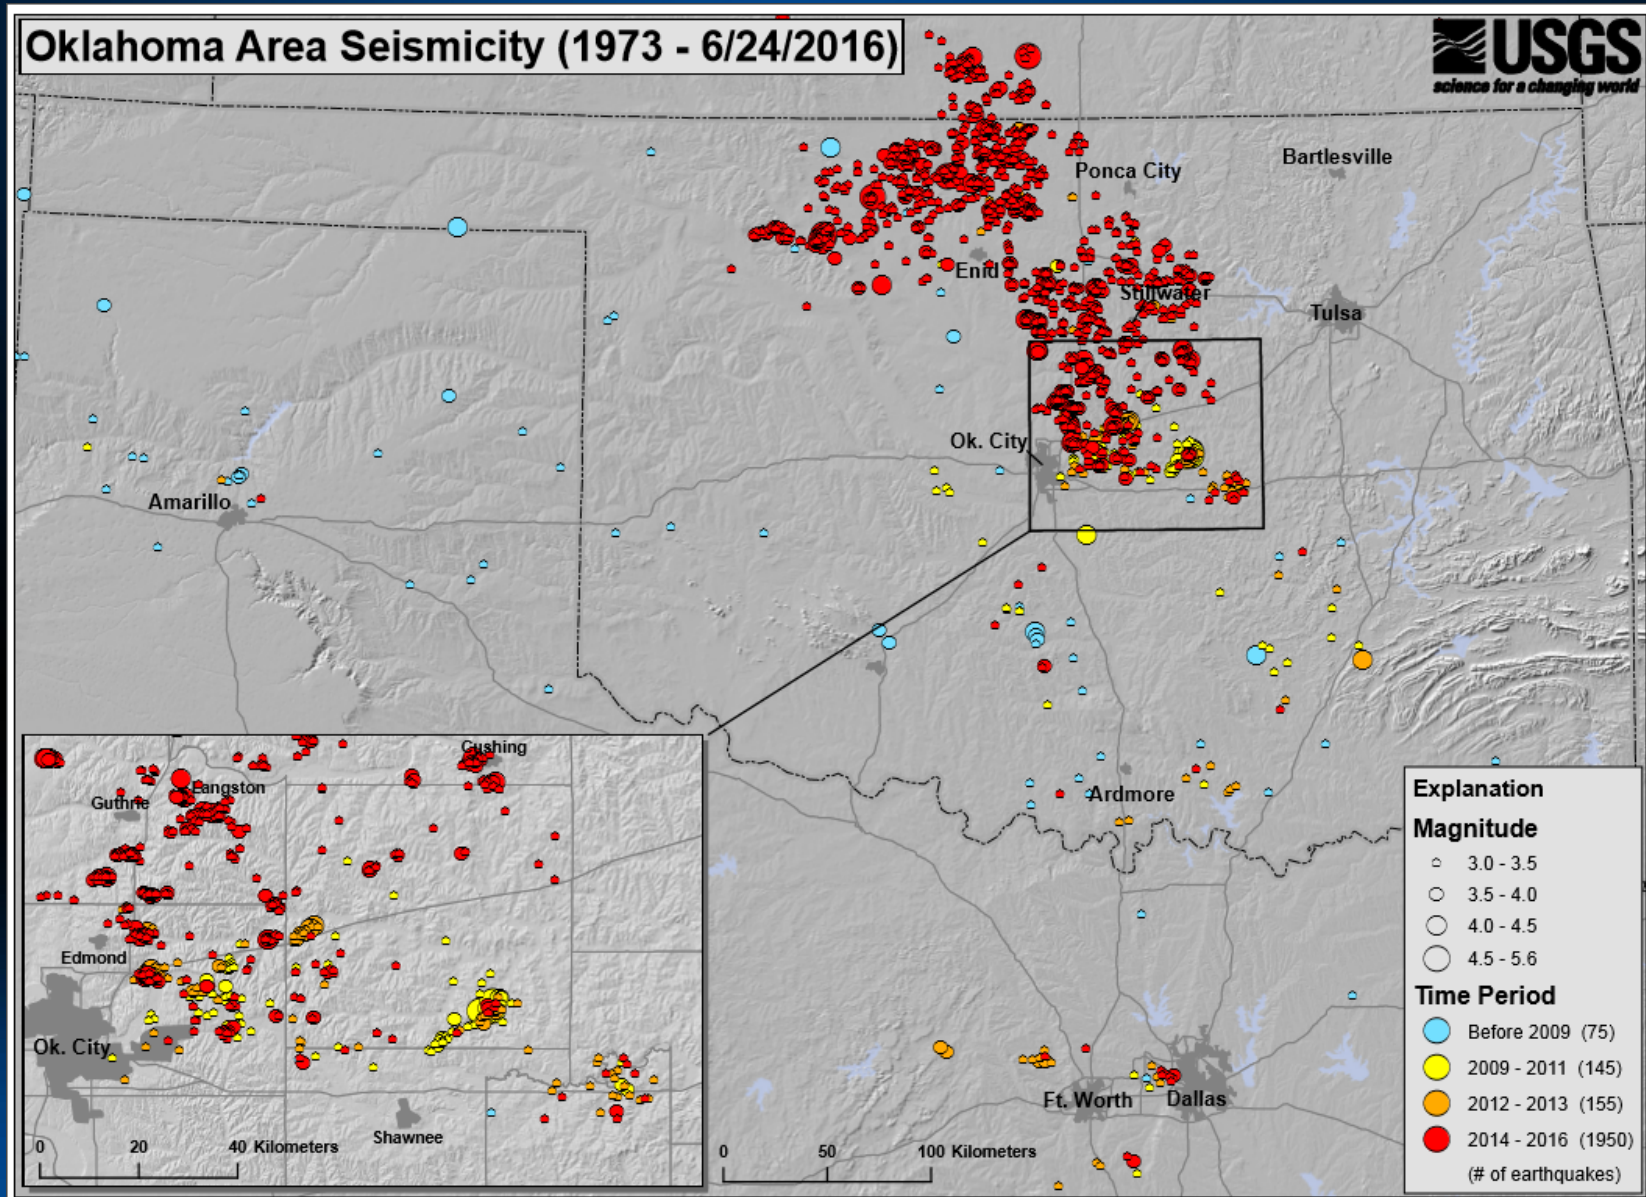 Oklahoma Area Seismicity (1973 - 6/24/2016)
USGS
science for a changing world
Bartlesville
Ponca City
Enid
Stillwater
Tulsa
Ok. City
Amarillo
Ardmore
Ft. Worth
Dallas
0 50 100 Kilometers
Cushing
Langston
Guthrie
Edmond
Ok. City
Shawnee
0 20 40 Kilometers
Explanation
Magnitude
3.0 - 3.5
3.5 - 4.0
4.0 - 4.5
4.5 - 5.6
Time Period
Before 2009 (75)
2009 - 2011 (145)
2012 - 2013 (155)
2014 - 2016 (1950)
(# of earthquakes)